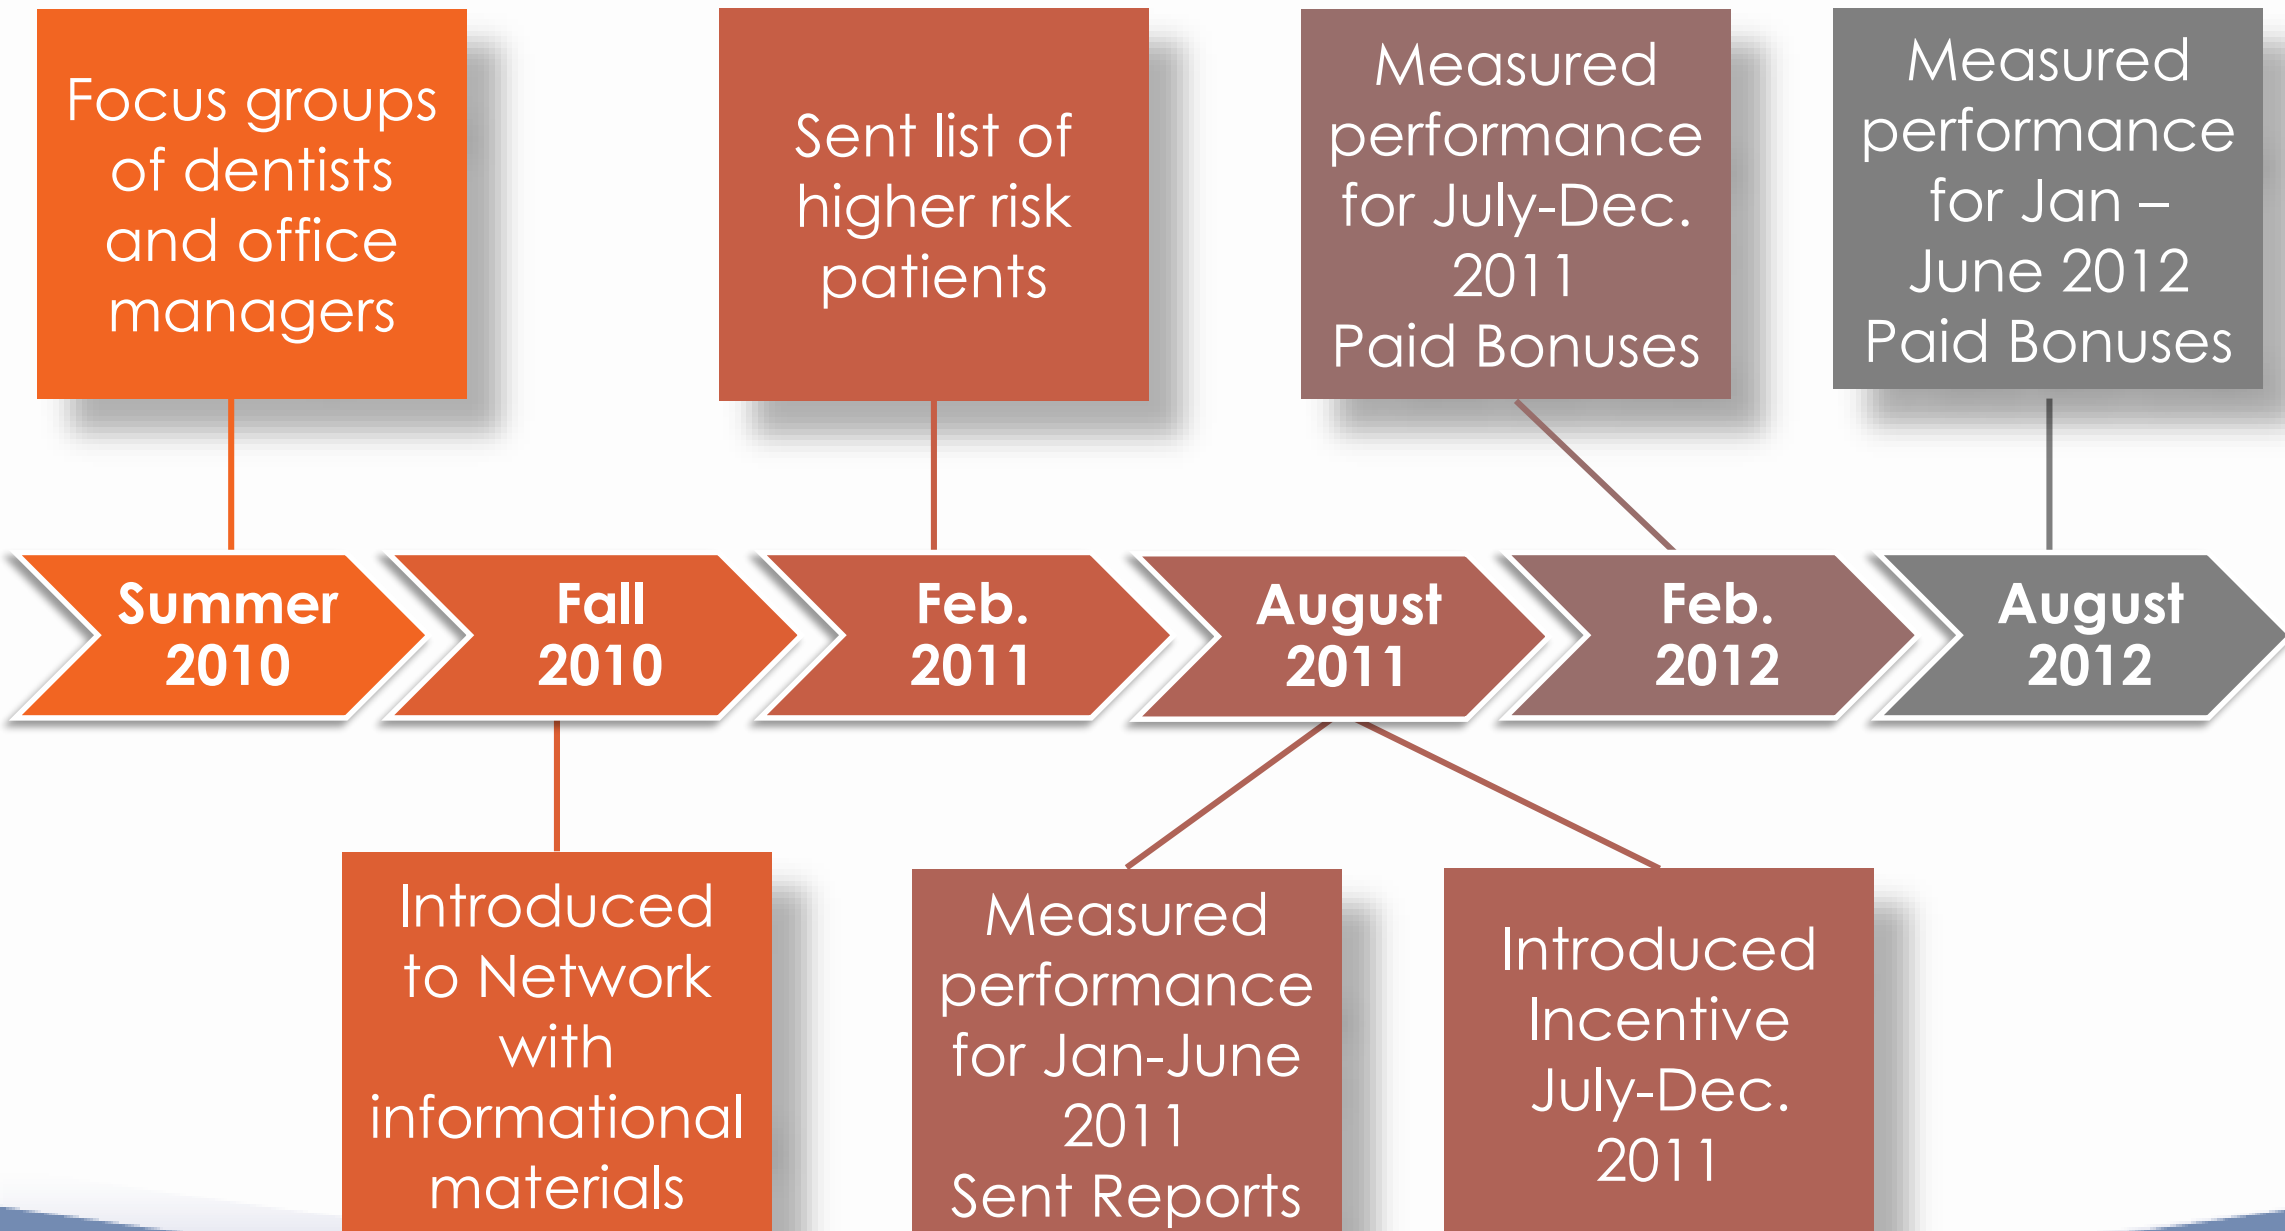 Focus groups
of dentists
and office
managers
Sent list of
higher risk
patients
Measured
performance
for July-Dec.
2011
Paid Bonuses
Measured
performance
for Jan –
June 2012
Paid Bonuses
Summer
2010
Fall
2010
Feb.
2011
August
2011
Feb.
2012
August
2012
Introduced
to Network
with
informational
materials
Measured
performance
for Jan-June
2011
Sent Reports
Introduced
Incentive
July-Dec.
2011